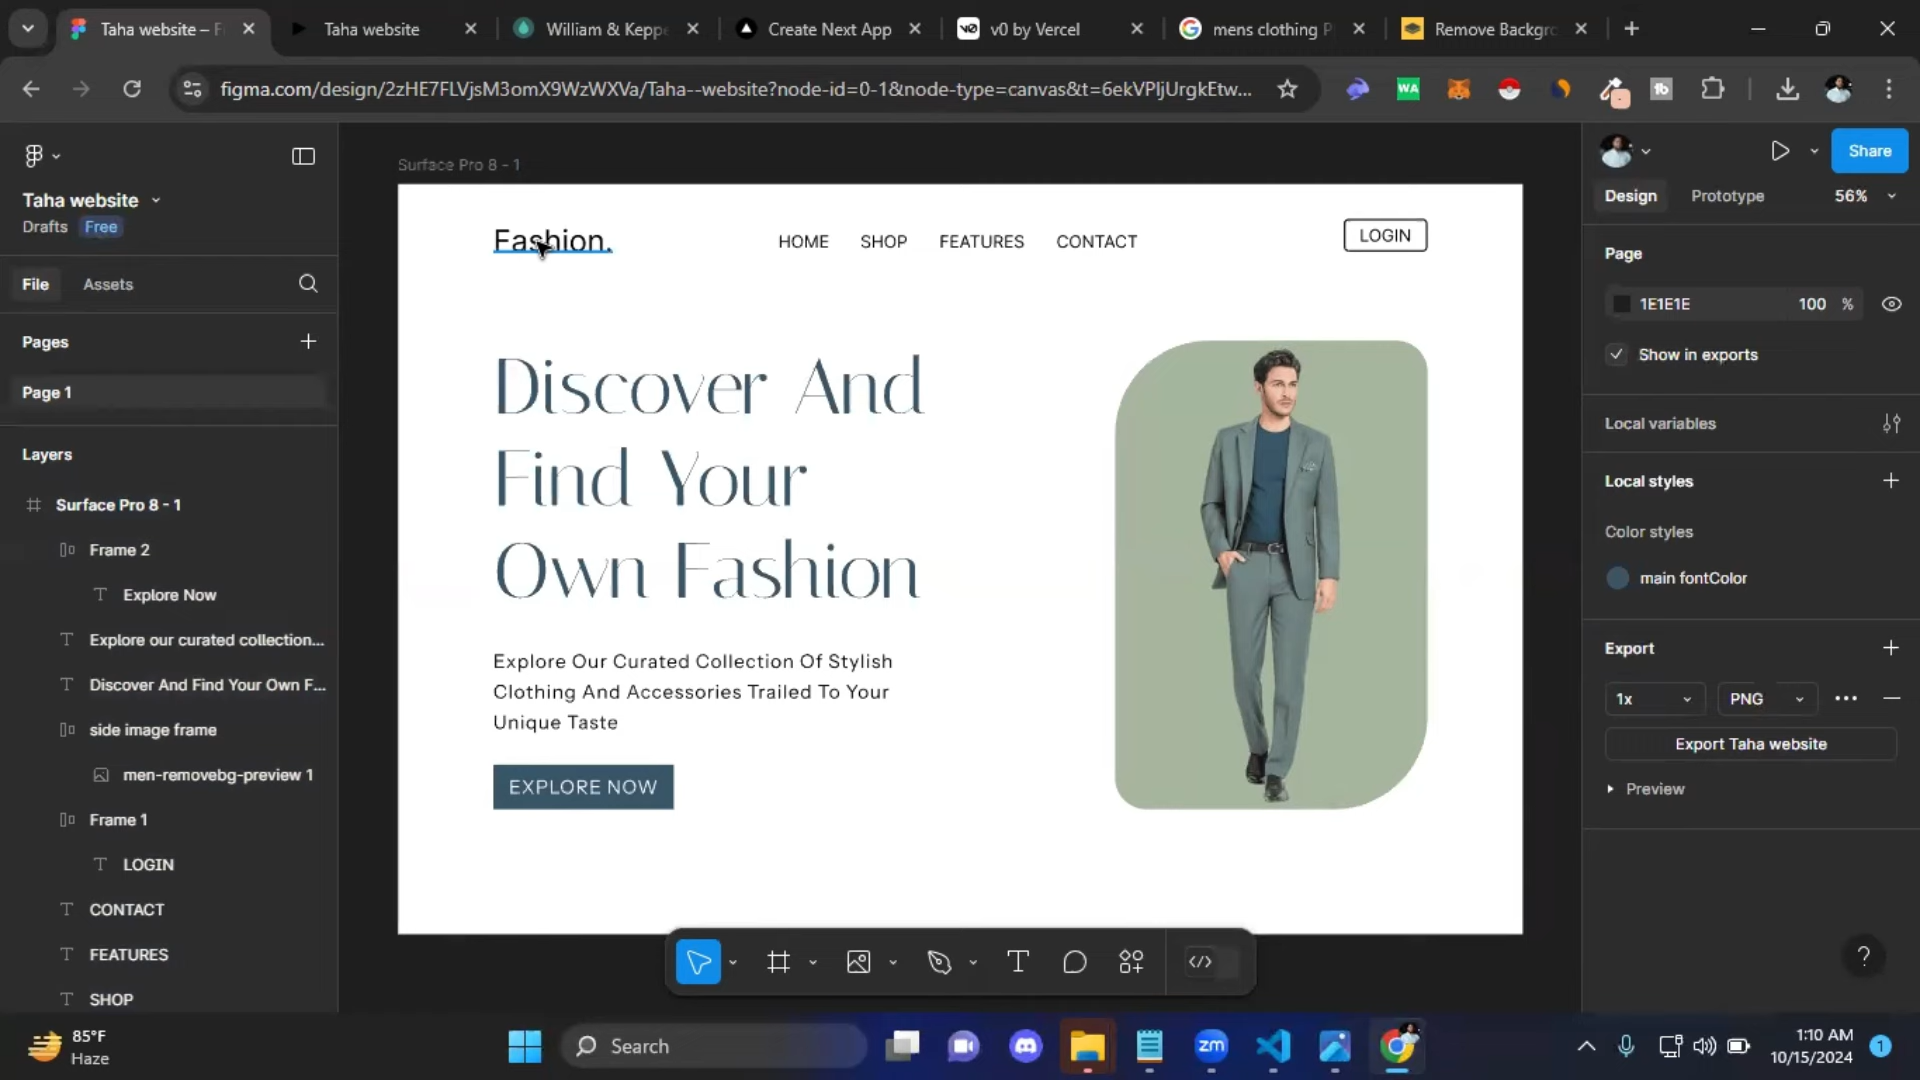 Taha website – F
Taha website
William & Keppe
Create Next App
v0 by Vercel
mens clothing P
Remove Backgro
figma.com/design/2zHE7FLVjsM3omX9WzWXVa/Taha--website?node-id=0-1&node-type=canvas&t=6ekVPljUrgkEtw...
WA
Taha website
Drafts Free
File Assets
Pages
Page 1
Layers
Surface Pro 8 - 1
Frame 2
Explore Now
Explore our curated collection...
Discover And Find Your Own F...
side image frame
men-removebg-preview 1
Frame 1
LOGIN
CONTACT
FEATURES
SHOP
Surface Pro 8 - 1
Fashion.
HOME SHOP FEATURES CONTACT
LOGIN
Discover And
Find Your
Own Fashion
Explore Our Curated Collection Of Stylish
Clothing And Accessories Trailed To Your
Unique Taste
EXPLORE NOW
Share
Design Prototype 56%
Page
1E1E1E 100 %
Show in exports
Local variables
Local styles
Color styles
main fontColor
Export
1x PNG
Export Taha website
Preview
?
85°F
Haze
Search
zm
1:10 AM
10/15/2024
1